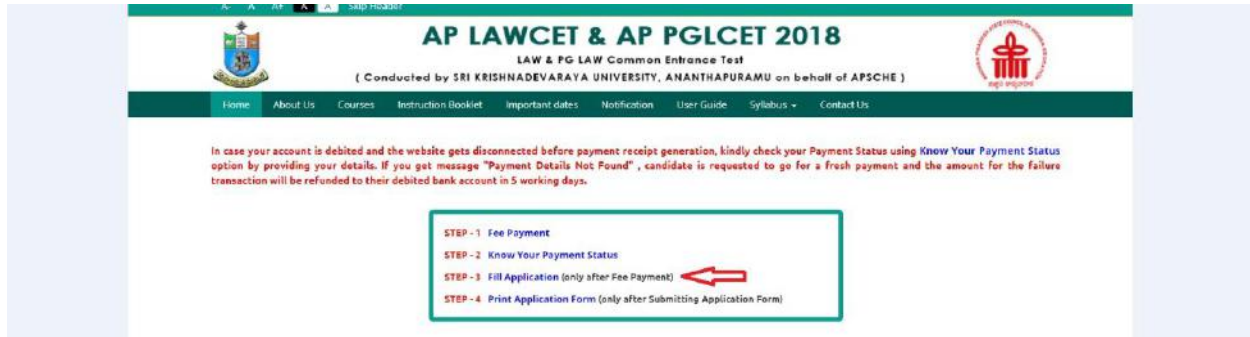 A- A A+ A A Skip Header
AP LAWCET & AP PGLCET 2018
LAW & PG LAW Common Entrance Test
( Conducted by SRI KRISHNADEVARAYA UNIVERSITY, ANANTHAPURAMU on behalf of APSCHE )
Home About Us Courses Instruction Booklet Important dates Notification User Guide Syllabus Contact Us
In case your account is debited and the website gets disconnected before payment receipt generation, kindly check your Payment Status using Know Your Payment Status
option by providing your details. If you get message "Payment Details Not Found" , candidate is requested to go for a fresh payment and the amount for the failure
transaction will be refunded to their debited bank account in 5 working days.
STEP - 1 Fee Payment
STEP - 2 Know Your Payment Status
STEP - 3 Fill Application (only after Fee Payment)
STEP - 4 Print Application Form (only after Submitting Application Form)